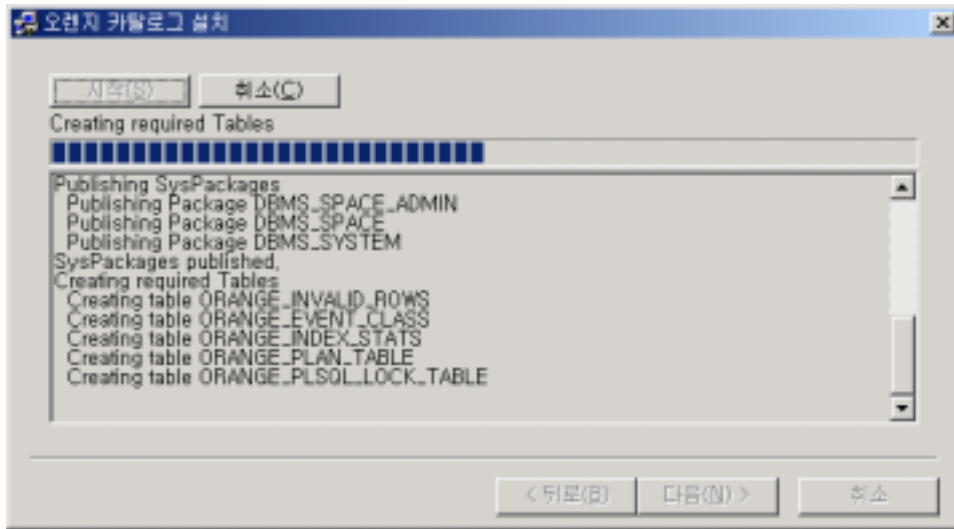 오렌지 카탈로그 설치
시작(S) 취소(C)
Creating required Tables
Publishing SysPackages
Publishing Package DBMS_SPACE_ADMIN
Publishing Package DBMS_SPACE
Publishing Package DBMS_SYSTEM
SysPackages published,
Creating required Tables
Creating table ORANGE_INVALID_ROWS
Creating table ORANGE_EVENT_CLASS
Creating table ORANGE_INDEX_STATS
Creating table ORANGE_PLAN_TABLE
Creating table ORANGE_PLSQL_LOCK_TABLE
< 뒤로(B) 다음(N) > 취소